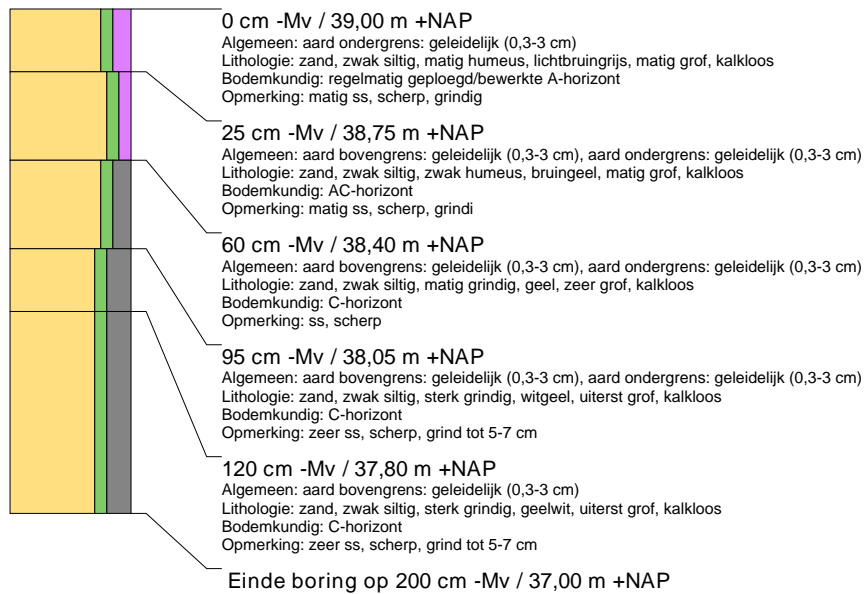 0 cm -Mv / 39,00 m +NAP
Algemeen: aard ondergrens: geleidelijk (0,3-3 cm)
Lithologie: zand, zwak siltig, matig humeus, lichtbruingrijs, matig grof, kalkloos
Bodemkundig: regelmatig geploegd/bewerkte A-horizont
Opmerking: matig ss, scherp, grindig
25 cm -Mv / 38,75 m +NAP
Algemeen: aard bovengrens: geleidelijk (0,3-3 cm), aard ondergrens: geleidelijk (0,3-3 cm)
Lithologie: zand, zwak siltig, zwak humeus, bruingeel, matig grof, kalkloos
Bodemkundig: AC-horizont
Opmerking: matig ss, scherp, grindi
60 cm -Mv / 38,40 m +NAP
Algemeen: aard bovengrens: geleidelijk (0,3-3 cm), aard ondergrens: geleidelijk (0,3-3 cm)
Lithologie: zand, zwak siltig, matig grindig, geel, zeer grof, kalkloos
Bodemkundig: C-horizont
Opmerking: ss, scherp
95 cm -Mv / 38,05 m +NAP
Algemeen: aard bovengrens: geleidelijk (0,3-3 cm), aard ondergrens: geleidelijk (0,3-3 cm)
Lithologie: zand, zwak siltig, sterk grindig, witgeel, uiterst grof, kalkloos
Bodemkundig: C-horizont
Opmerking: zeer ss, scherp, grind tot 5-7 cm
120 cm -Mv / 37,80 m +NAP
Algemeen: aard bovengrens: geleidelijk (0,3-3 cm)
Lithologie: zand, zwak siltig, sterk grindig, geelwit, uiterst grof, kalkloos
Bodemkundig: C-horizont
Opmerking: zeer ss, scherp, grind tot 5-7 cm
Einde boring op 200 cm -Mv / 37,00 m +NAP